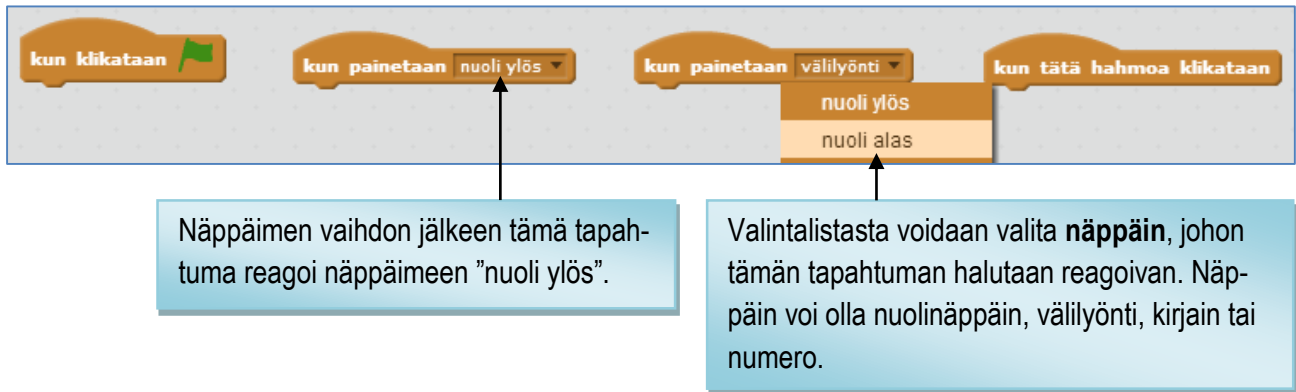 kun klikataan
kun painetaan nuoli ylös
kun painetaan välilyönti
kun tätä hahmoa klikataan
nuoli ylös
nuoli alas
Näppäimen vaihdon jälkeen tämä tapah-
tuma reagoi näppäimeen ”nuoli ylös”.
Valintalistasta voidaan valita näppäin, johon
tämän tapahtuman halutaan reagoivan. Näp-
päin voi olla nuolinäppäin, välilyönti, kirjain tai
numero.